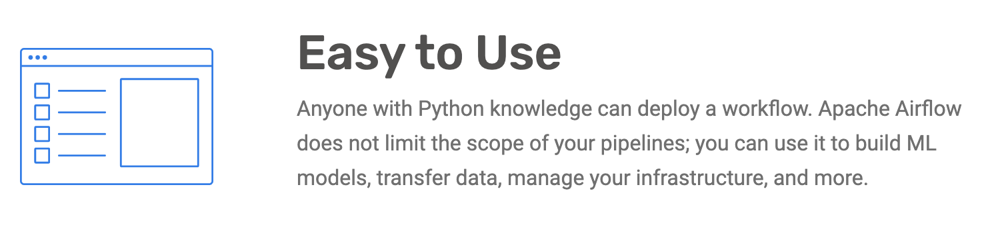 Easy to Use
Anyone with Python knowledge can deploy a workflow. Apache Airflow
does not limit the scope of your pipelines; you can use it to build ML
models, transfer data, manage your infrastructure, and more.